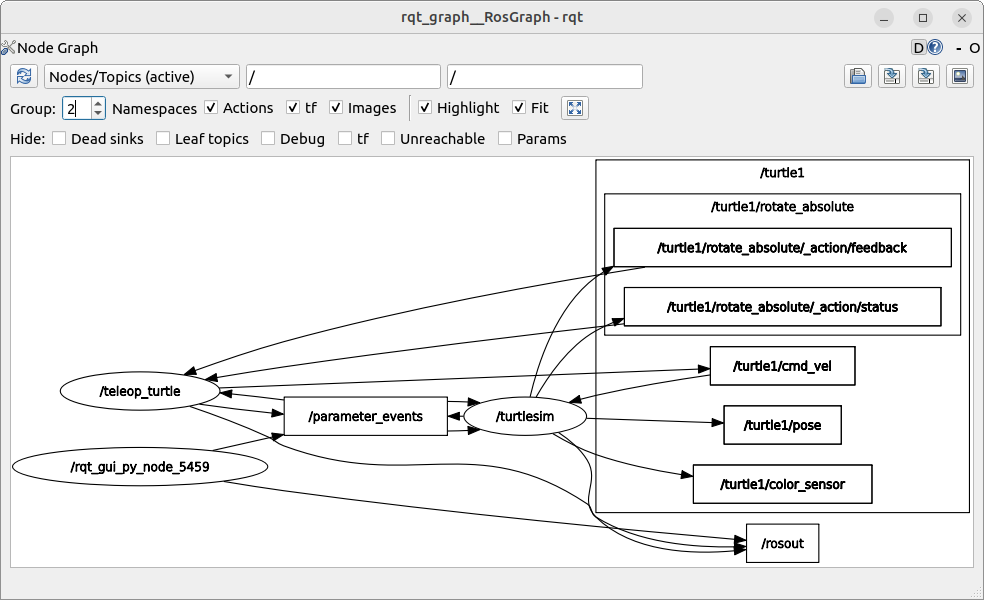 rqt_graph__RosGraph - rqt
Node Graph D ? - O
Nodes/Topics (active) / /
Group: 2 Namespaces Actions tf Images Highlight Fit
Hide: Dead sinks Leaf topics Debug tf Unreachable Params
/turtle1
/turtle1/rotate_absolute
/turtle1/rotate_absolute/_action/feedback
/turtle1/rotate_absolute/_action/status
/turtle1/cmd_vel
/teleop_turtle
/parameter_events
/turtlesim
/turtle1/pose
/rqt_gui_py_node_5459
/turtle1/color_sensor
/rosout